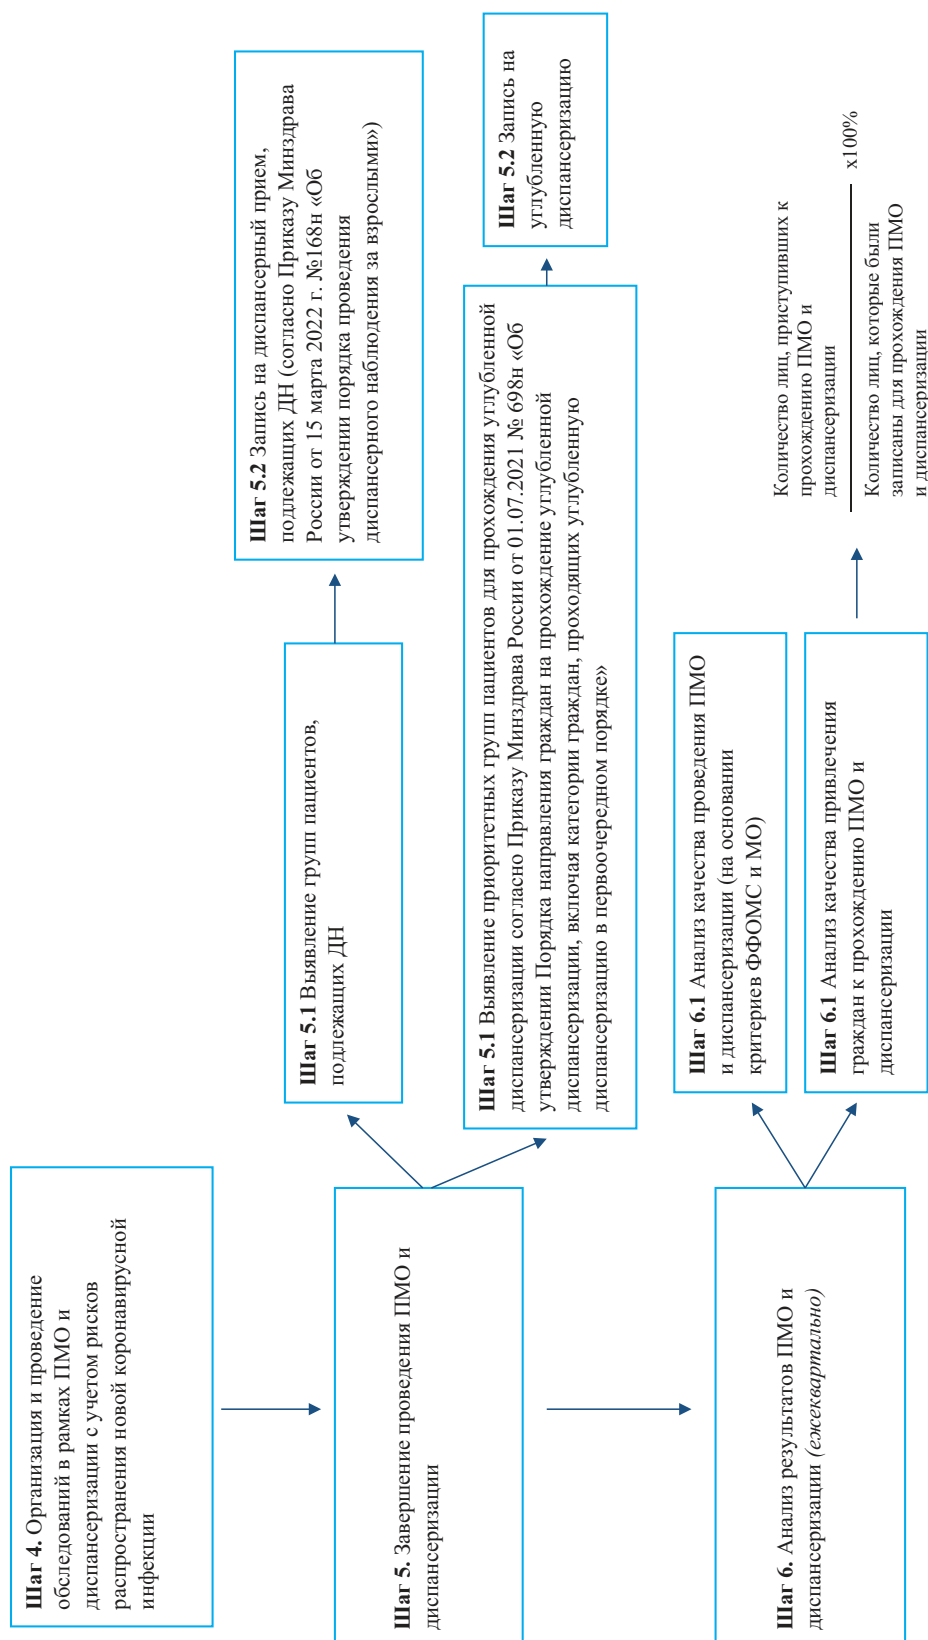 Шаг 4. Организация и проведение
обследований в рамках ПМО и
диспансеризации с учетом рисков
распространения новой коронавирусной
инфекции
Шаг 5. Завершение проведения ПМО и
диспансеризации
Шаг 5.1 Выявление групп пациентов,
подлежащих ДН
Шаг 5.2 Запись на диспансерный прием,
подлежащих ДН (согласно Приказу Минздрава
России от 15 марта 2022 г. №168н «Об
утверждении порядка проведения
диспансерного наблюдения за взрослыми»)
Шаг 5.1 Выявление приоритетных групп пациентов для прохождения углубленной
диспансеризации согласно Приказу Минздрава России от 01.07.2021 № 698н «Об
утверждении Порядка направления граждан на прохождение углубленной
диспансеризации, включая категории граждан, проходящих углубленную
диспансеризацию в первоочередном порядке»
Шаг 5.2 Запись на
углубленную
диспансеризацию
Шаг 6. Анализ результатов ПМО и
диспансеризации (ежеквартально)
Шаг 6.1 Анализ качества проведения ПМО
и диспансеризации (на основании
критериев ФФОМС и МО)
Шаг 6.1 Анализ качества привлечения
граждан к прохождению ПМО и
диспансеризации
Количество лиц, приступивших к
прохождению ПМО и
диспансеризации
х100%
Количество лиц, которые были
записаны для прохождения ПМО
и диспансеризации